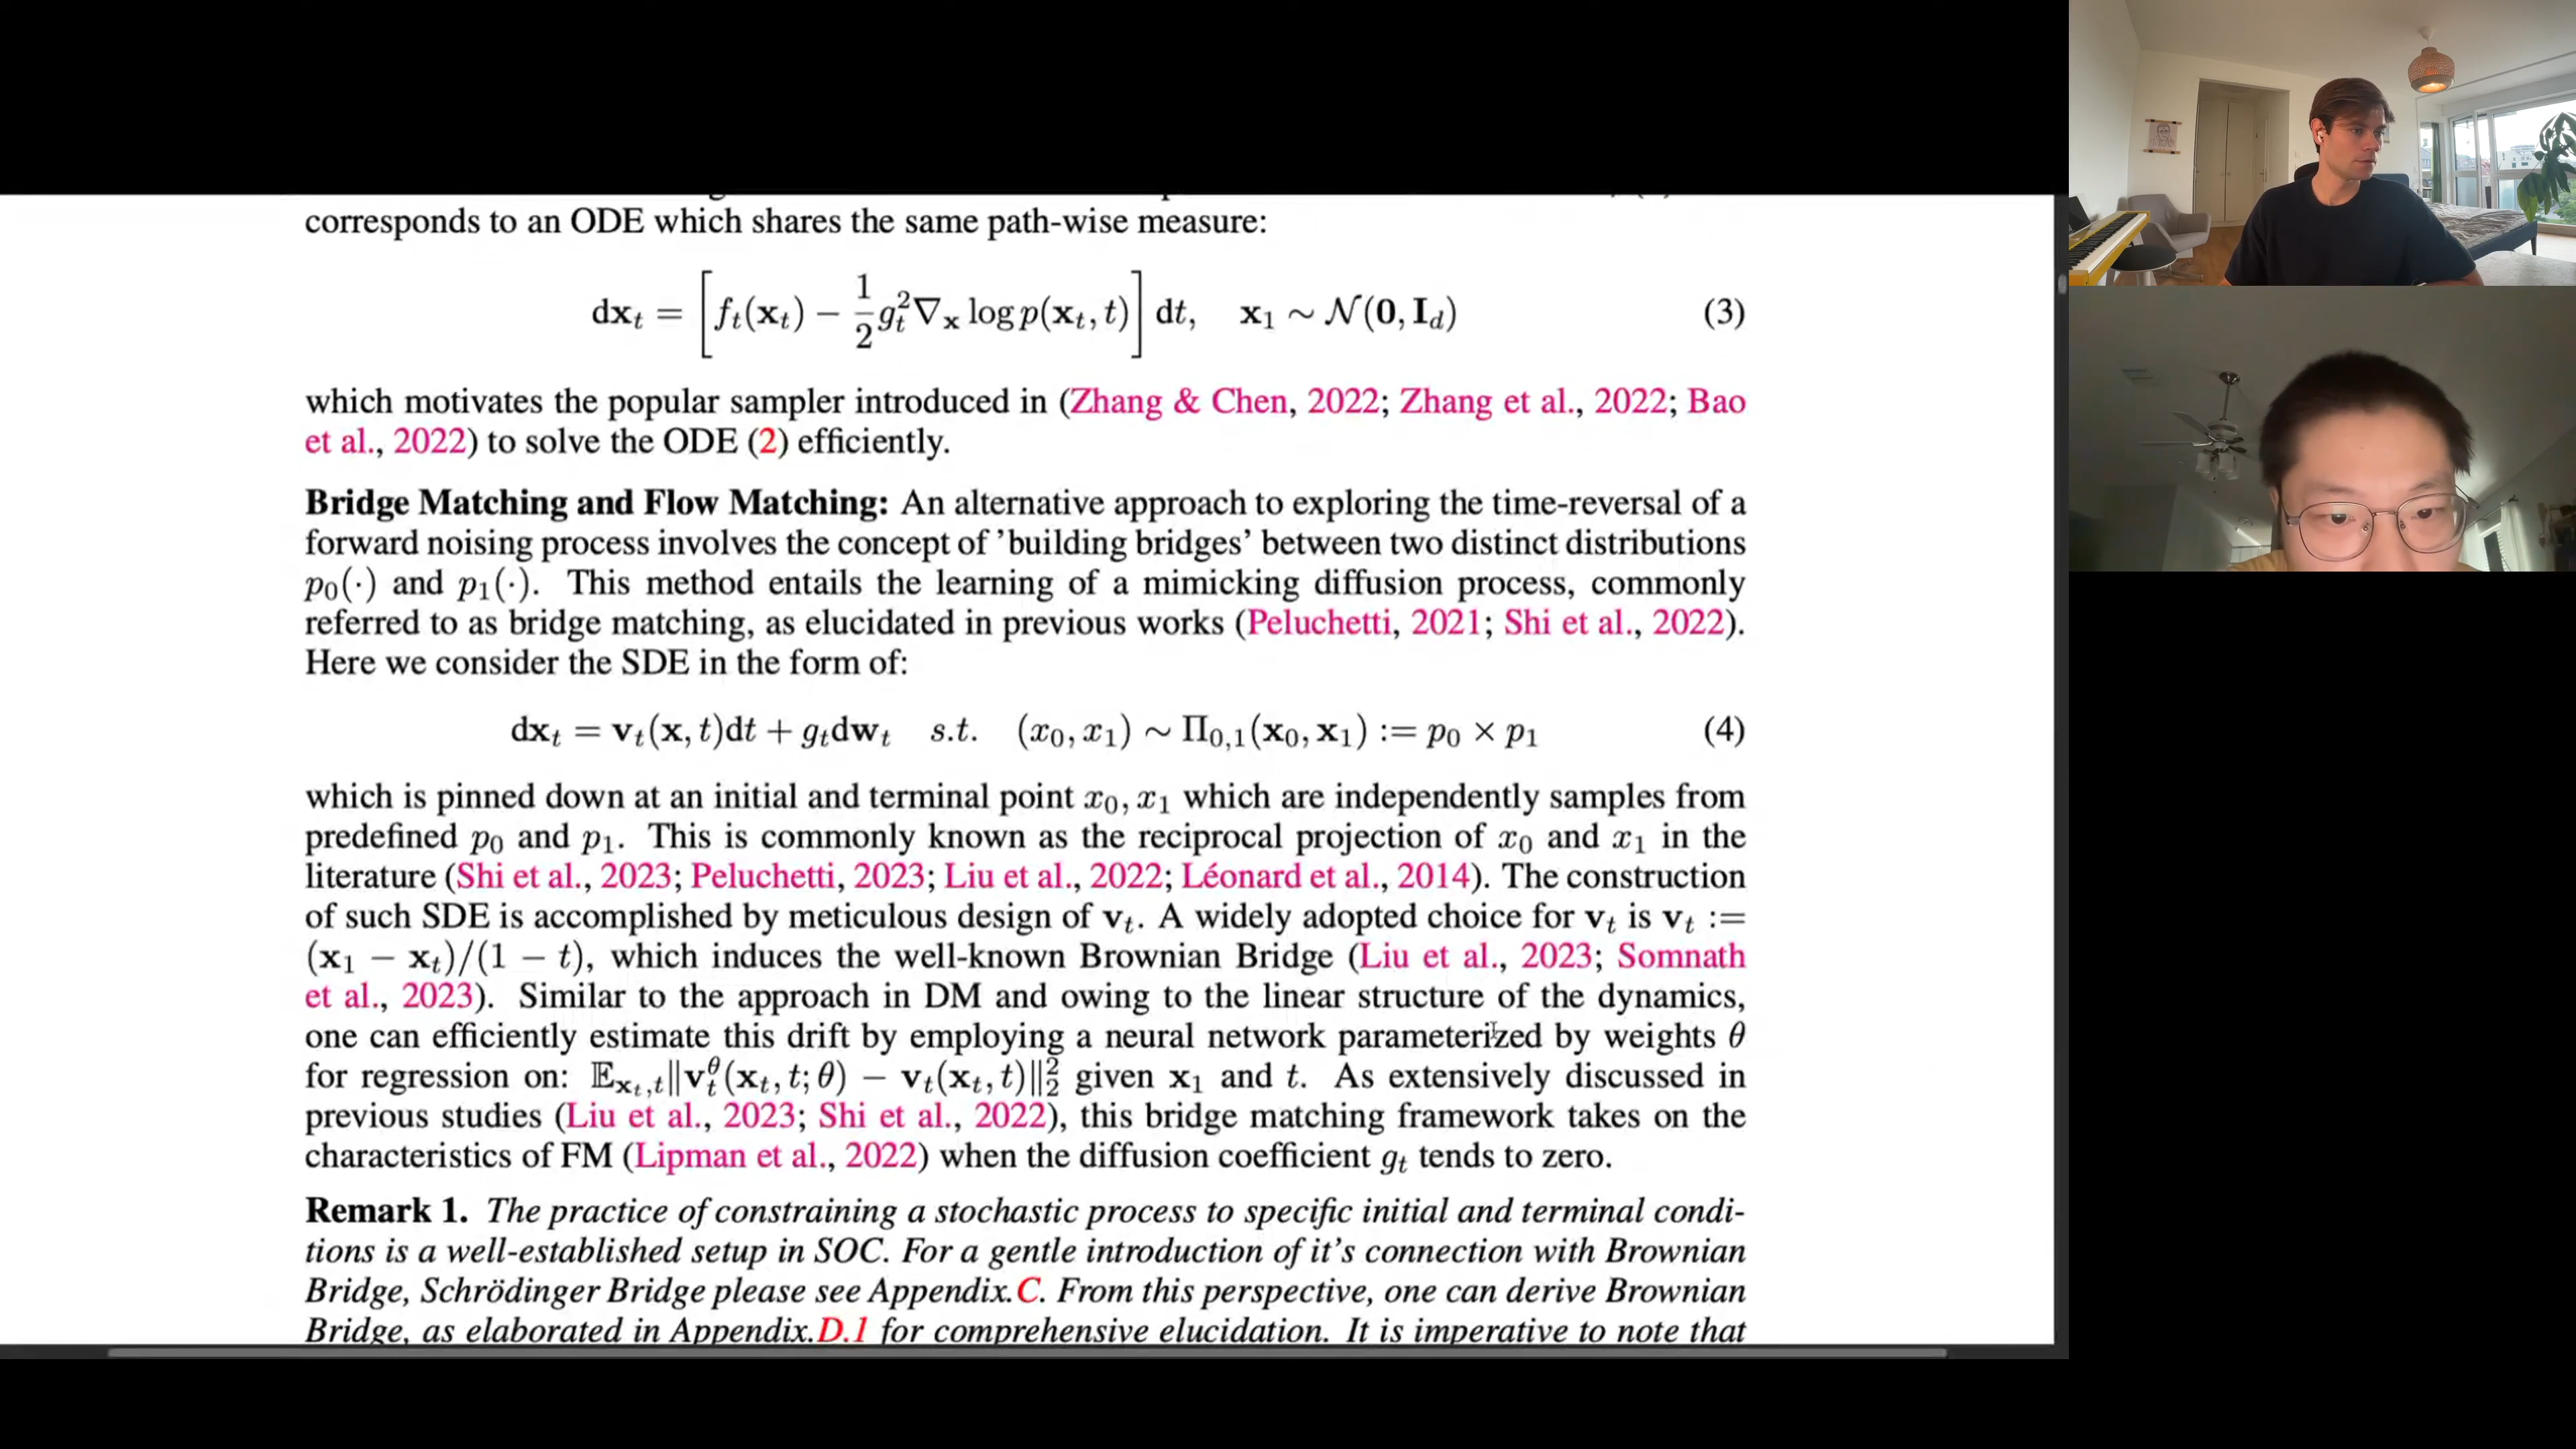 corresponds to an ODE which shares the same path-wise measure:
dx_t = [f_t(x_t) − 1/2 g_t^2 ∇_x log p(x_t, t)] dt, x_1 ∼ N(0, I_d) (3)
which motivates the popular sampler introduced in (Zhang & Chen, 2022; Zhang et al., 2022; Bao
et al., 2022) to solve the ODE (2) efficiently.
Bridge Matching and Flow Matching: An alternative approach to exploring the time-reversal of a
forward noising process involves the concept of 'building bridges' between two distinct distributions
p_0(·) and p_1(·). This method entails the learning of a mimicking diffusion process, commonly
referred to as bridge matching, as elucidated in previous works (Peluchetti, 2021; Shi et al., 2022).
Here we consider the SDE in the form of:
dx_t = v_t(x, t)dt + g_t dw_t s.t. (x_0, x_1) ∼ Π_{0,1}(x_0, x_1) := p_0 × p_1 (4)
which is pinned down at an initial and terminal point x_0, x_1 which are independently samples from
predefined p_0 and p_1. This is commonly known as the reciprocal projection of x_0 and x_1 in the
literature (Shi et al., 2023; Peluchetti, 2023; Liu et al., 2022; Léonard et al., 2014). The construction
of such SDE is accomplished by meticulous design of v_t. A widely adopted choice for v_t is v_t :=
(x_1 − x_t)/(1 − t), which induces the well-known Brownian Bridge (Liu et al., 2023; Somnath
et al., 2023). Similar to the approach in DM and owing to the linear structure of the dynamics,
one can efficiently estimate this drift by employing a neural network parameterized by weights θ
for regression on: E_{x_t,t}‖v_t^θ(x_t, t; θ) − v_t(x_t, t)‖_2^2 given x_1 and t. As extensively discussed in
previous studies (Liu et al., 2023; Shi et al., 2022), this bridge matching framework takes on the
characteristics of FM (Lipman et al., 2022) when the diffusion coefficient g_t tends to zero.
Remark 1. The practice of constraining a stochastic process to specific initial and terminal condi-
tions is a well-established setup in SOC. For a gentle introduction of it's connection with Brownian
Bridge, Schrödinger Bridge please see Appendix.C. From this perspective, one can derive Brownian
Bridge, as elaborated in Appendix.D.1 for comprehensive elucidation. It is imperative to note that